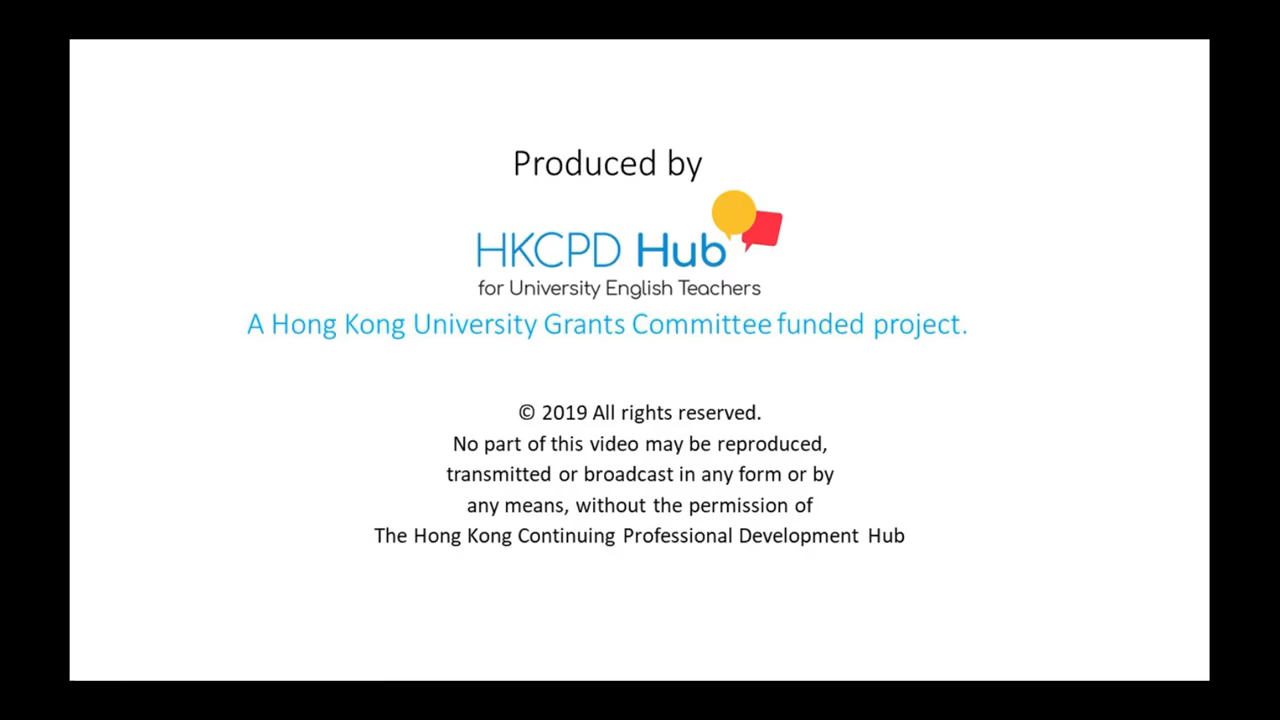 Produced by
HKCPD Hub
for University English Teachers
A Hong Kong University Grants Committee funded project.
© 2019 All rights reserved.
No part of this video may be reproduced,
transmitted or broadcast in any form or by
any means, without the permission of
The Hong Kong Continuing Professional Development Hub